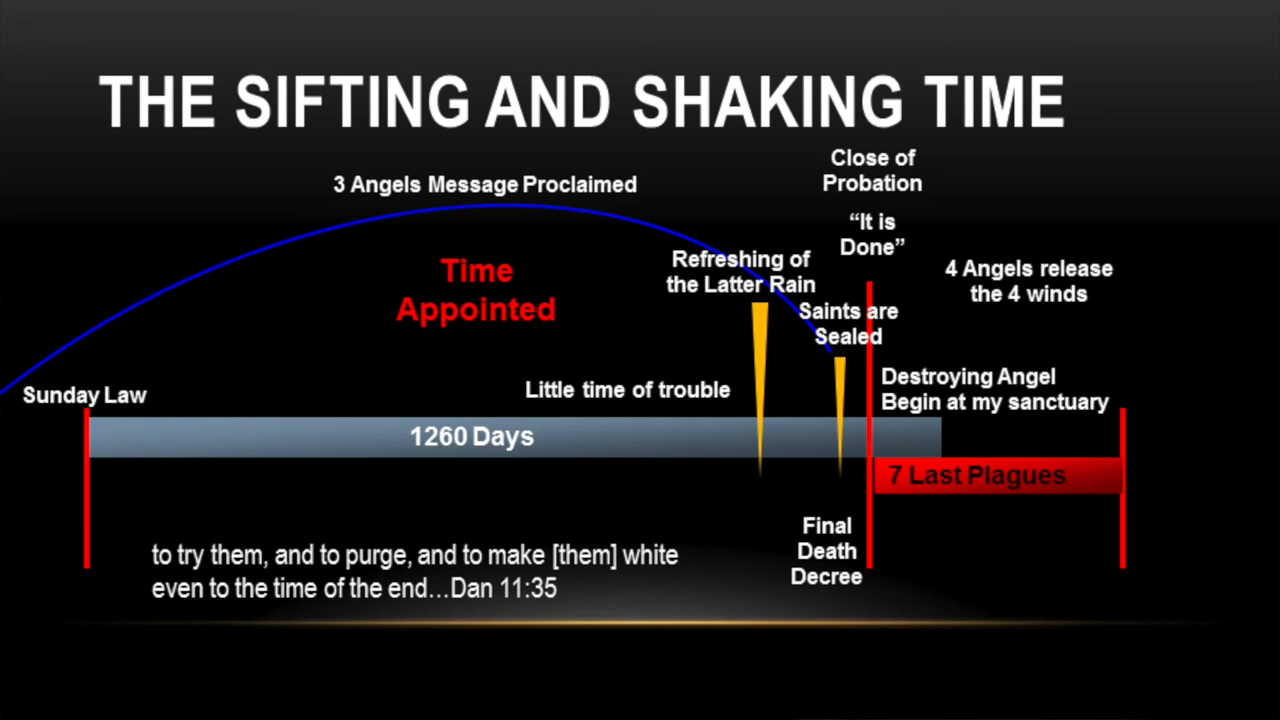 THE SIFTING AND SHAKING TIME
Close of
Probation
3 Angels Message Proclaimed
“It is
Done”
Refreshing of
the Latter Rain
4 Angels release
the 4 winds
Time
Appointed
Saints are
Sealed
Sunday Law
Little time of trouble
Destroying Angel
Begin at my sanctuary
1260 Days
7 Last Plagues
Final
Death
Decree
to try them, and to purge, and to make [them] white
even to the time of the end…Dan 11:35